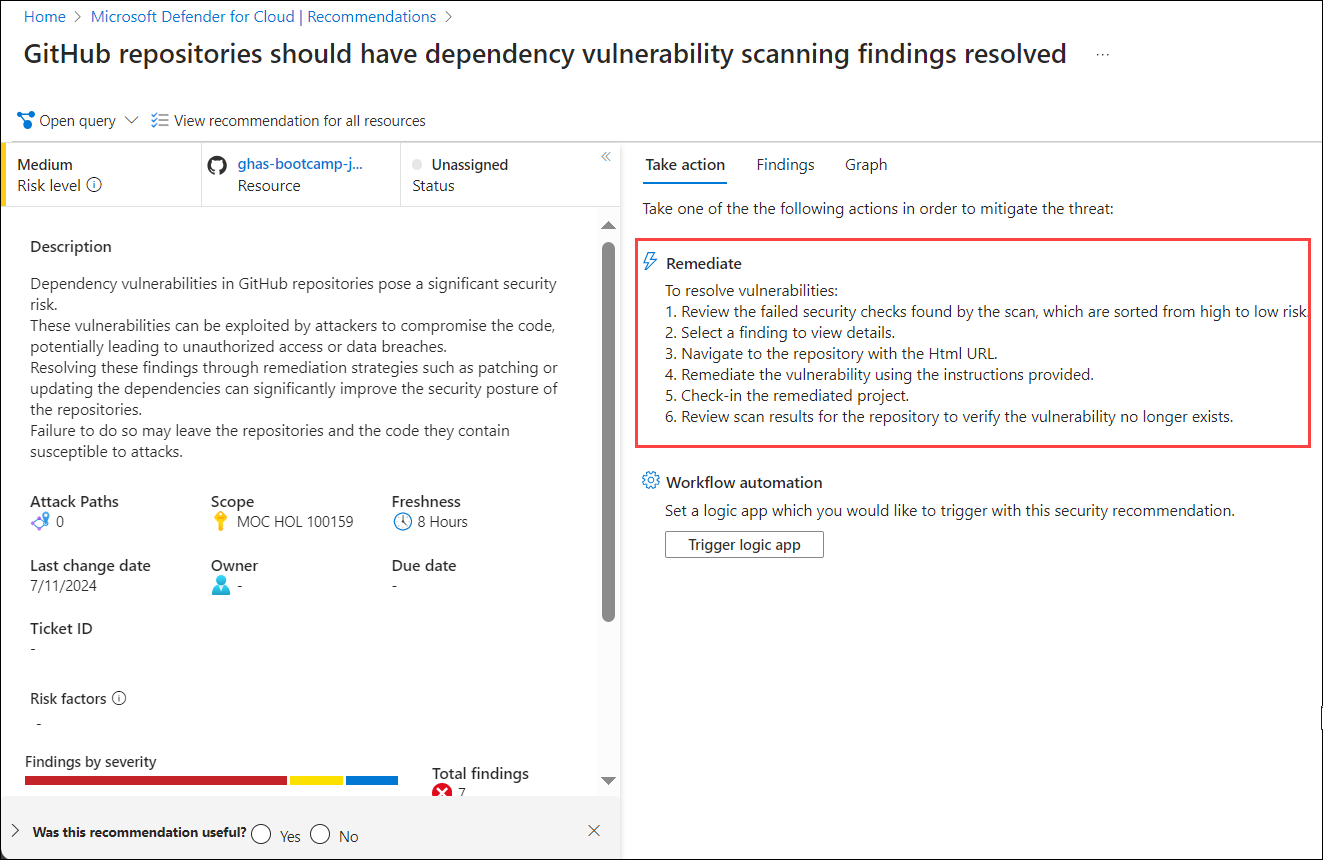 Home > Microsoft Defender for Cloud | Recommendations >
GitHub repositories should have dependency vulnerability scanning findings resolved ...
Open query View recommendation for all resources
Medium
Risk level
ghas-bootcamp-j...
Resource
Unassigned
Status
Description
Dependency vulnerabilities in GitHub repositories pose a significant security
risk.
These vulnerabilities can be exploited by attackers to compromise the code,
potentially leading to unauthorized access or data breaches.
Resolving these findings through remediation strategies such as patching or
updating the dependencies can significantly improve the security posture of
the repositories.
Failure to do so may leave the repositories and the code they contain
susceptible to attacks.
Attack Paths
0
Scope
MOC HOL 100159
Freshness
8 Hours
Last change date
7/11/2024
Owner
-
Due date
-
Ticket ID
-
Risk factors
-
Findings by severity
Total findings
7
Was this recommendation useful? Yes No
Take action Findings Graph
Take one of the the following actions in order to mitigate the threat:
Remediate
To resolve vulnerabilities:
1. Review the failed security checks found by the scan, which are sorted from high to low risk.
2. Select a finding to view details.
3. Navigate to the repository with the Html URL.
4. Remediate the vulnerability using the instructions provided.
5. Check-in the remediated project.
6. Review scan results for the repository to verify the vulnerability no longer exists.
Workflow automation
Set a logic app which you would like to trigger with this security recommendation.
Trigger logic app